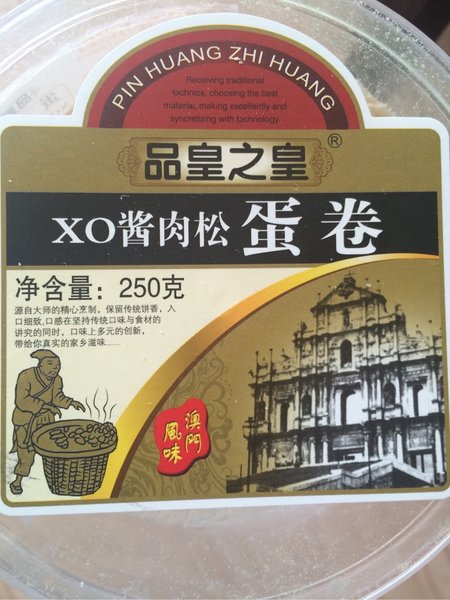 PIN HUANG ZHI HUANG
Receiving traditional
technics, choosing the best
material, making excellently and
syncretizing with technology.
品皇之皇®
XO酱肉松 蛋卷
净含量：250克
源自大师的精心烹制，保留传统饼香，入
口细致，口感在坚持传统口味与食材的
讲究的同时，口味上多元的创新，
带给你真实的家乡滋味......
澳門
風味